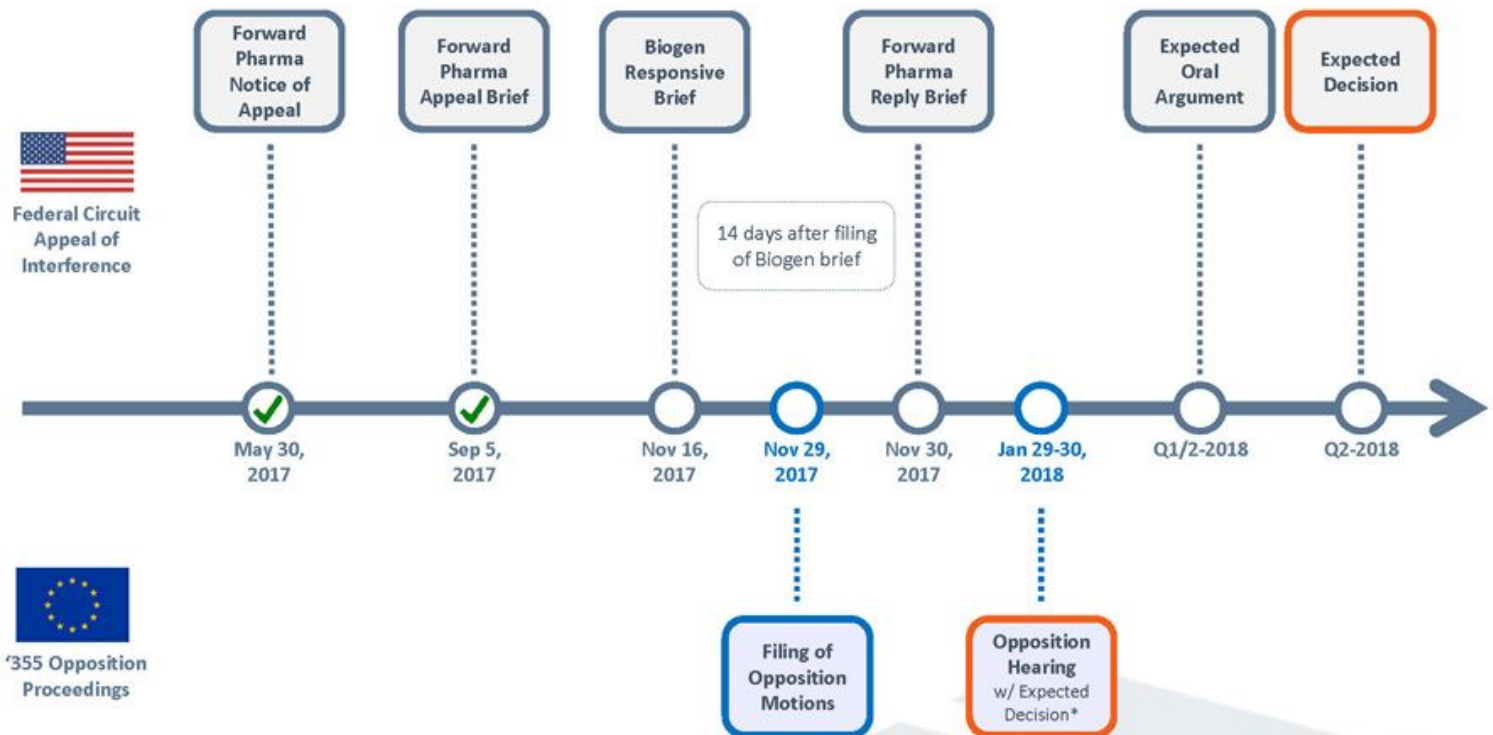 Forward
Pharma
Notice of
Appeal
Forward
Pharma
Appeal Brief
Biogen
Responsive
Brief
Forward
Pharma
Reply Brief
Expected
Oral
Argument
Expected
Decision
Federal Circuit
Appeal of
Interference
14 days after filing
of Biogen brief
May 30,
2017
Sep 5,
2017
Nov 16,
2017
Nov 29,
2017
Nov 30,
2017
Jan 29-30,
2018
Q1/2-2018
Q2-2018
‘355 Opposition
Proceedings
Filing of
Opposition
Motions
Opposition
Hearing
w/ Expected
Decision*